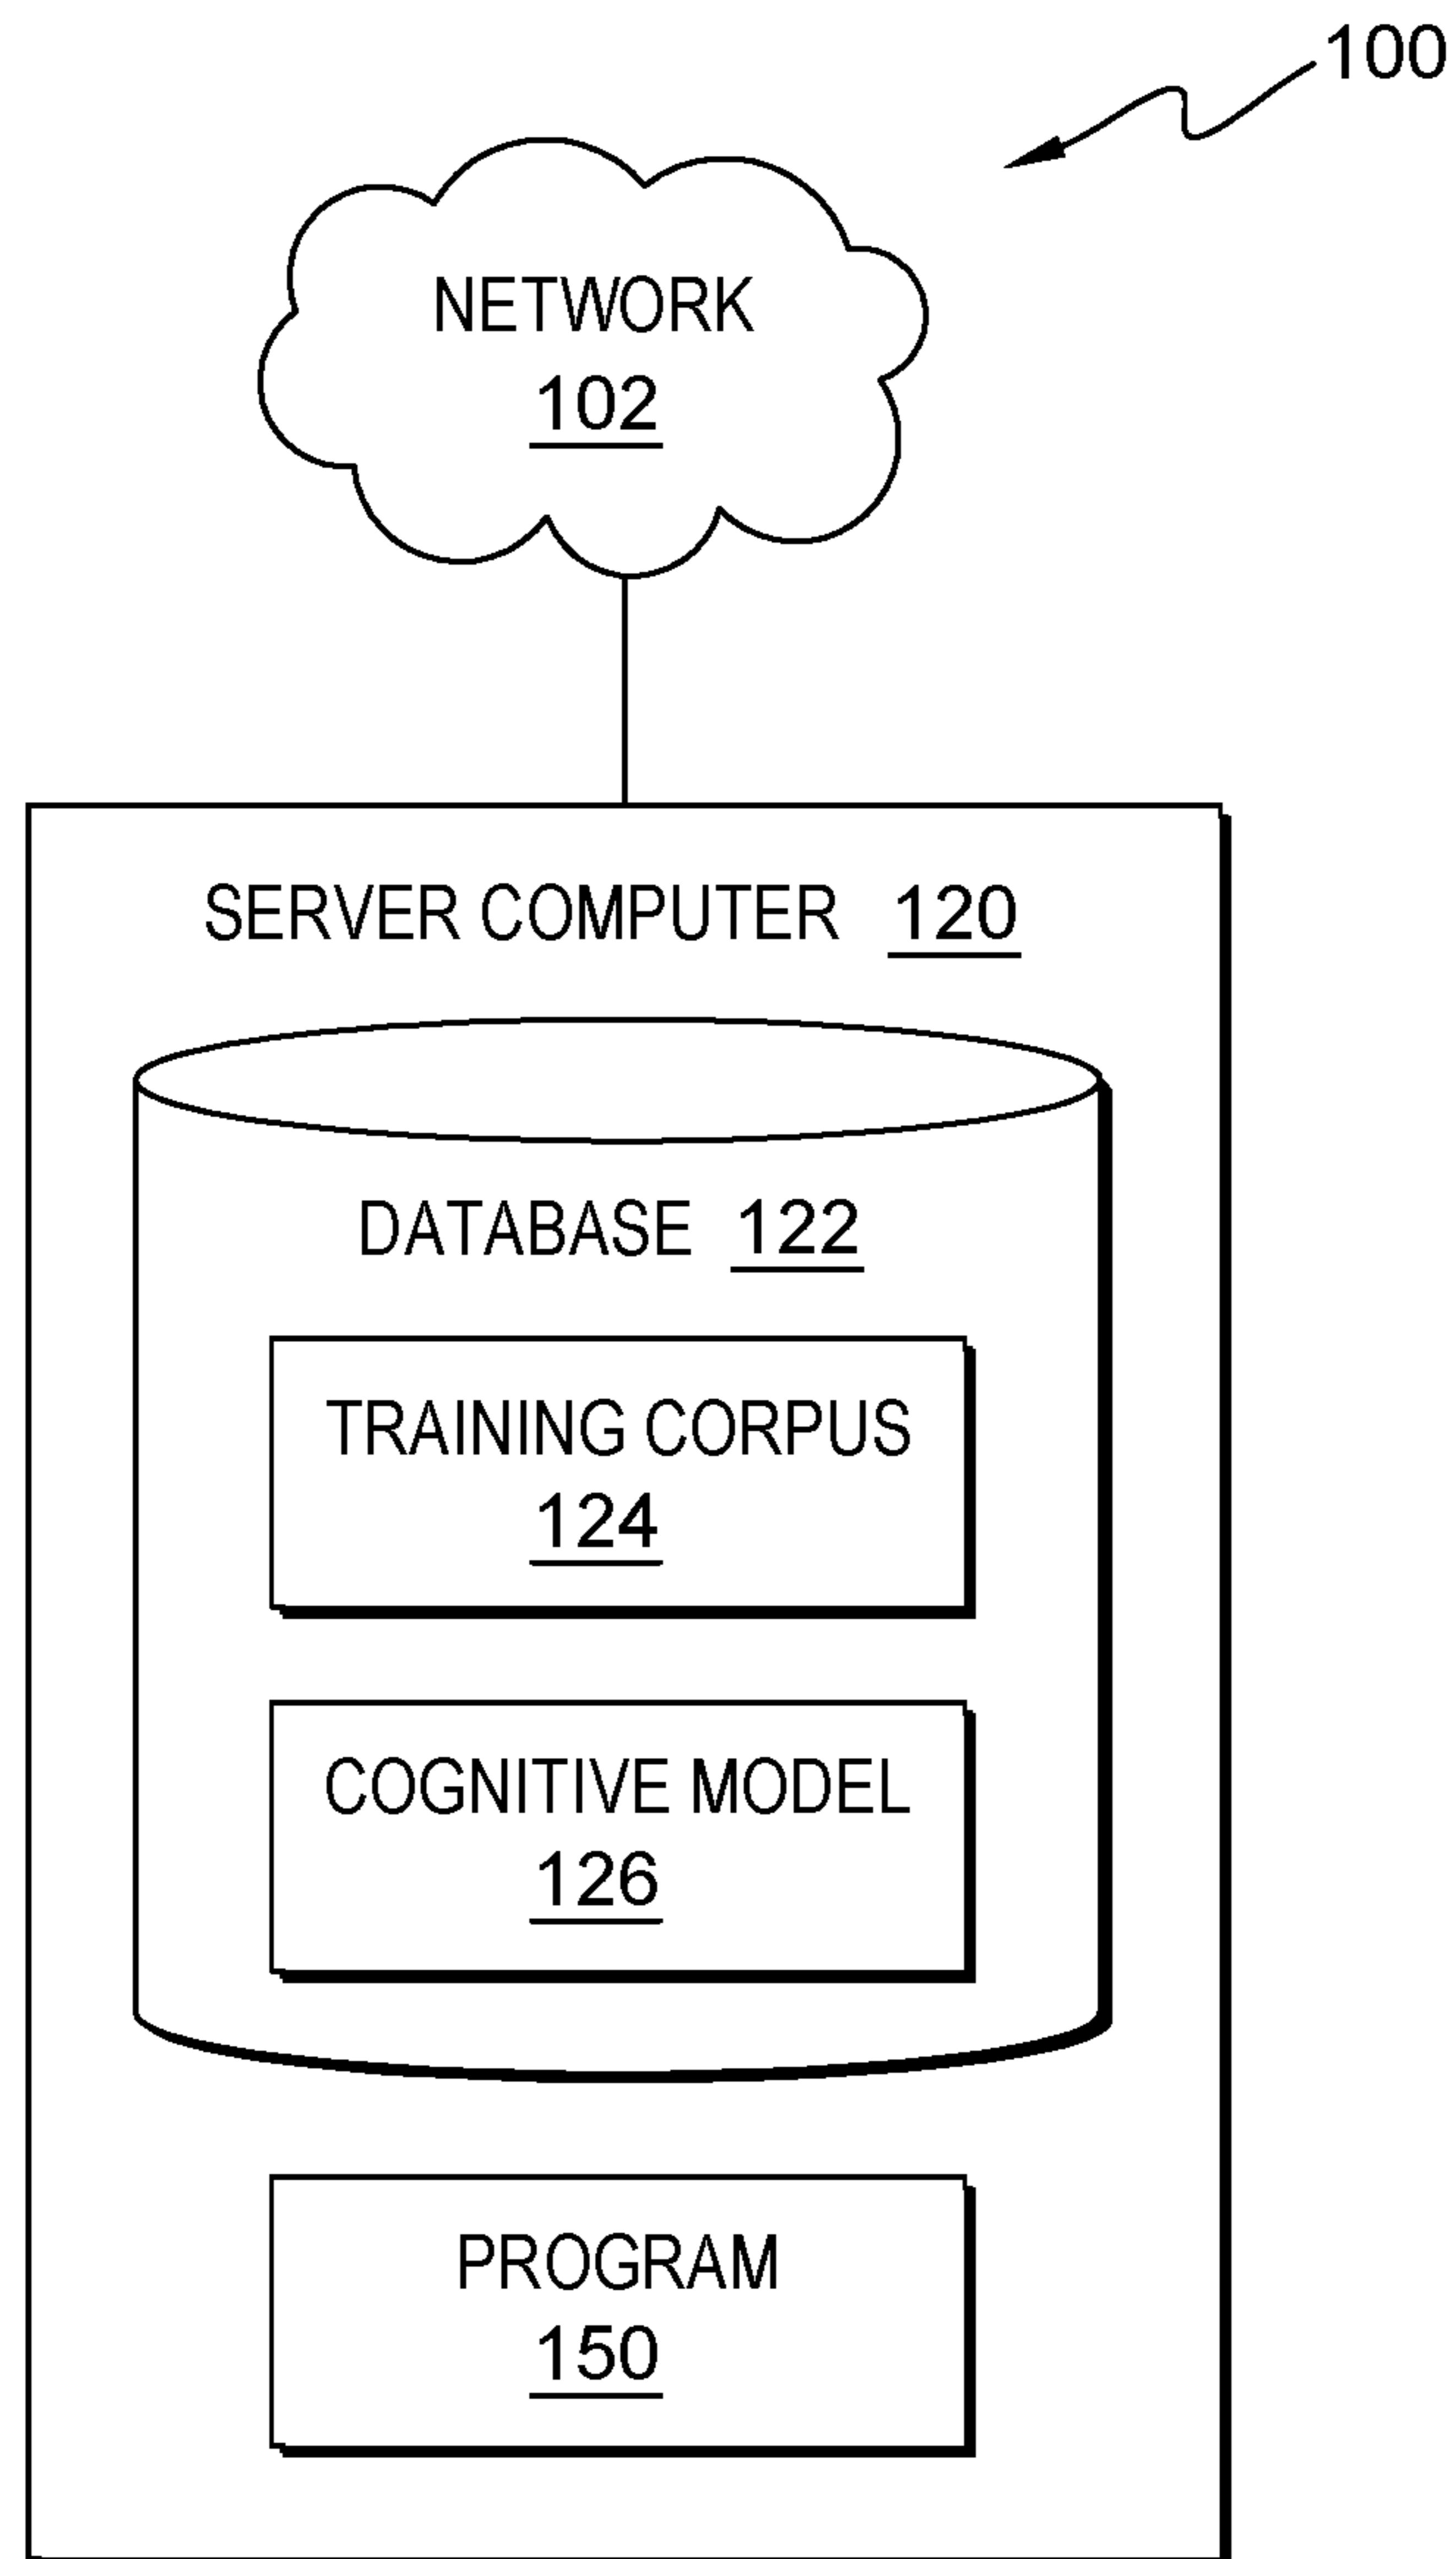 100
NETWORK
102
SERVER COMPUTER 120
DATABASE 122
TRAINING CORPUS
124
COGNITIVE MODEL
126
PROGRAM
150